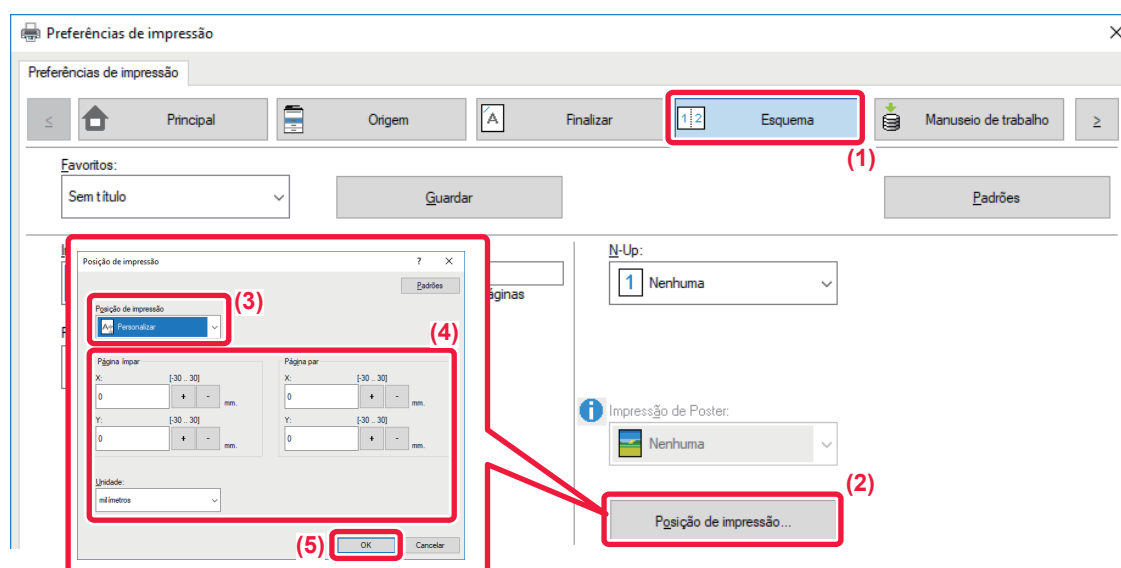 Preferências de impressão
Preferências de impressão
≤ Principal Origem A Finalizar 1 2 Esquema Manuseio de trabalho ≥
(1)
Favoritos:
Sem título Guardar Padrões
N-Up:
1 Nenhuma
áginas
Posição de impressão ? ×
Padrões
Posição de impressão
(3)
Personalizar
(4)
Página ímpar Página par
X: [-30 .. 30] X: [-30 .. 30]
0 + - mm. 0 + - mm.
Y: [-30 .. 30] Y: [-30 .. 30]
0 + - mm. 0 + - mm.
Unidade:
milímetros
(5) OK Cancelar
Impressão de Poster:
Nenhuma
(2)
Posição de impressão...